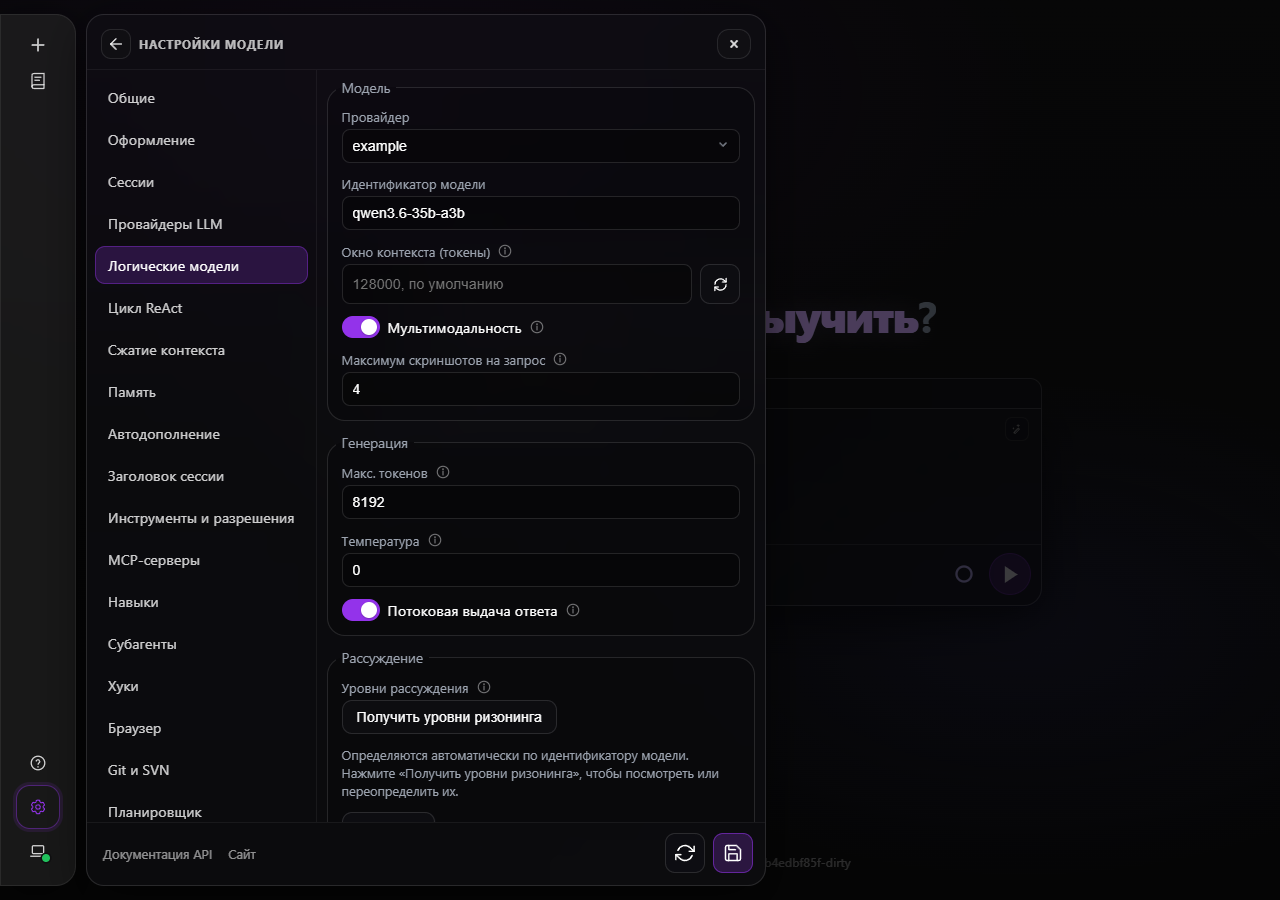 НАСТРОЙКИ МОДЕЛИ
Общие
Оформление
Сессии
Провайдеры LLM
Логические модели
Цикл ReAct
Сжатие контекста
Память
Автодополнение
Заголовок сессии
Инструменты и разрешения
MCP-серверы
Навыки
Субагенты
Хуки
Браузер
Git и SVN
Планировщик
Модель
Провайдер
example
Идентификатор модели
qwen3.6-35b-a3b
Окно контекста (токены)
128000, по умолчанию
Мультимодальность
Максимум скриншотов на запрос
4
Генерация
Макс. токенов
8192
Температура
0
Потоковая выдача ответа
Рассуждение
Уровни рассуждения
Получить уровни ризонинга
Определяются автоматически по идентификатору модели.
Нажмите «Получить уровни ризонинга», чтобы посмотреть или
переопределить их.
Документация API
Сайт
ыучить?
b4edbf85f-dirty